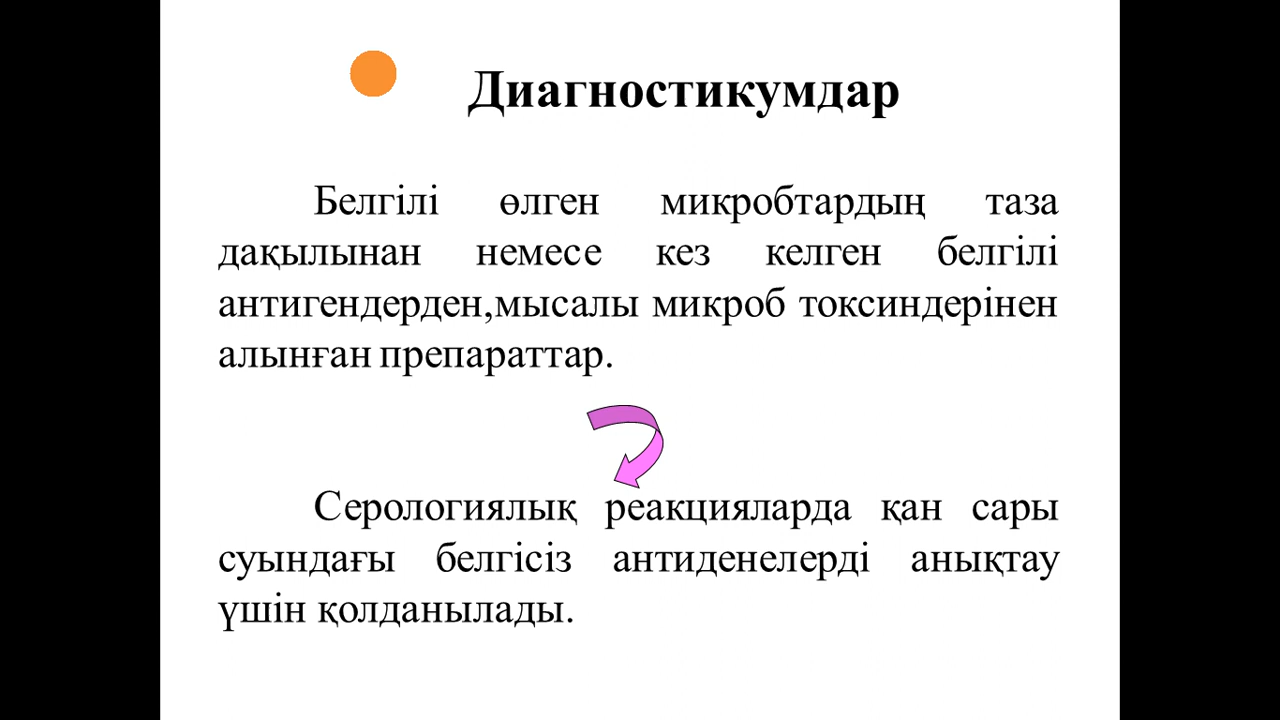 Диагностикумдар
Белгілі өлген микробтардың таза
дақылынан немесе кез келген белгілі
антигендерден,мысалы микроб токсиндерінен
алынған препараттар.
Серологиялық реакцияларда қан сары
суындағы белгісіз антиденелерді анықтау
үшін қолданылады.